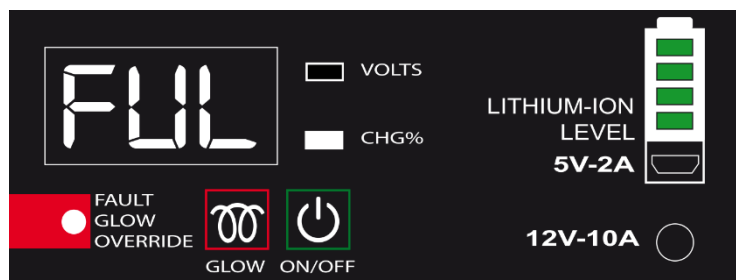 FUL
VOLTS
CHG%
LITHIUM-ION
LEVEL
5V-2A
12V-10A
FAULT
GLOW
OVERRIDE
GLOW
ON/OFF